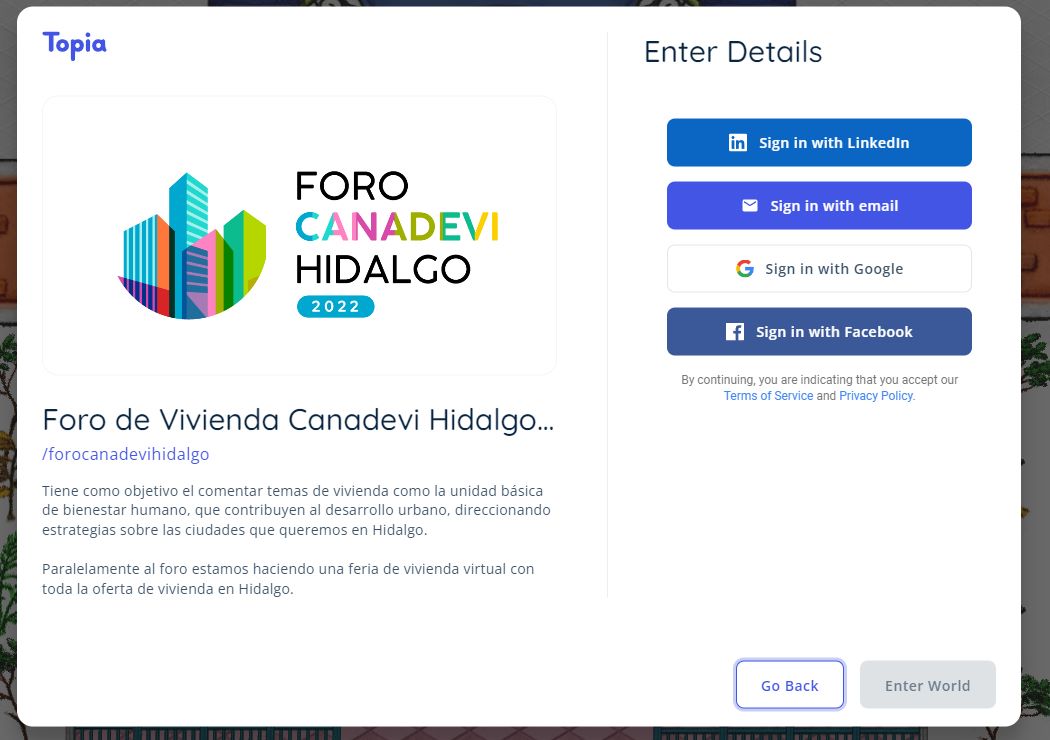 Topia
FORO
CANADEVI
HIDALGO
2022
Foro de Vivienda Canadevi Hidalgo...
/forocanadevihidalgo
Tiene como objetivo el comentar temas de vivienda como la unidad básica
de bienestar humano, que contribuyen al desarrollo urbano, direccionando
estrategias sobre las ciudades que queremos en Hidalgo.
Paralelamente al foro estamos haciendo una feria de vivienda virtual con
toda la oferta de vivienda en Hidalgo.
Enter Details
Sign in with LinkedIn
Sign in with email
Sign in with Google
Sign in with Facebook
By continuing, you are indicating that you accept our
Terms of Service and Privacy Policy.
Go Back
Enter World